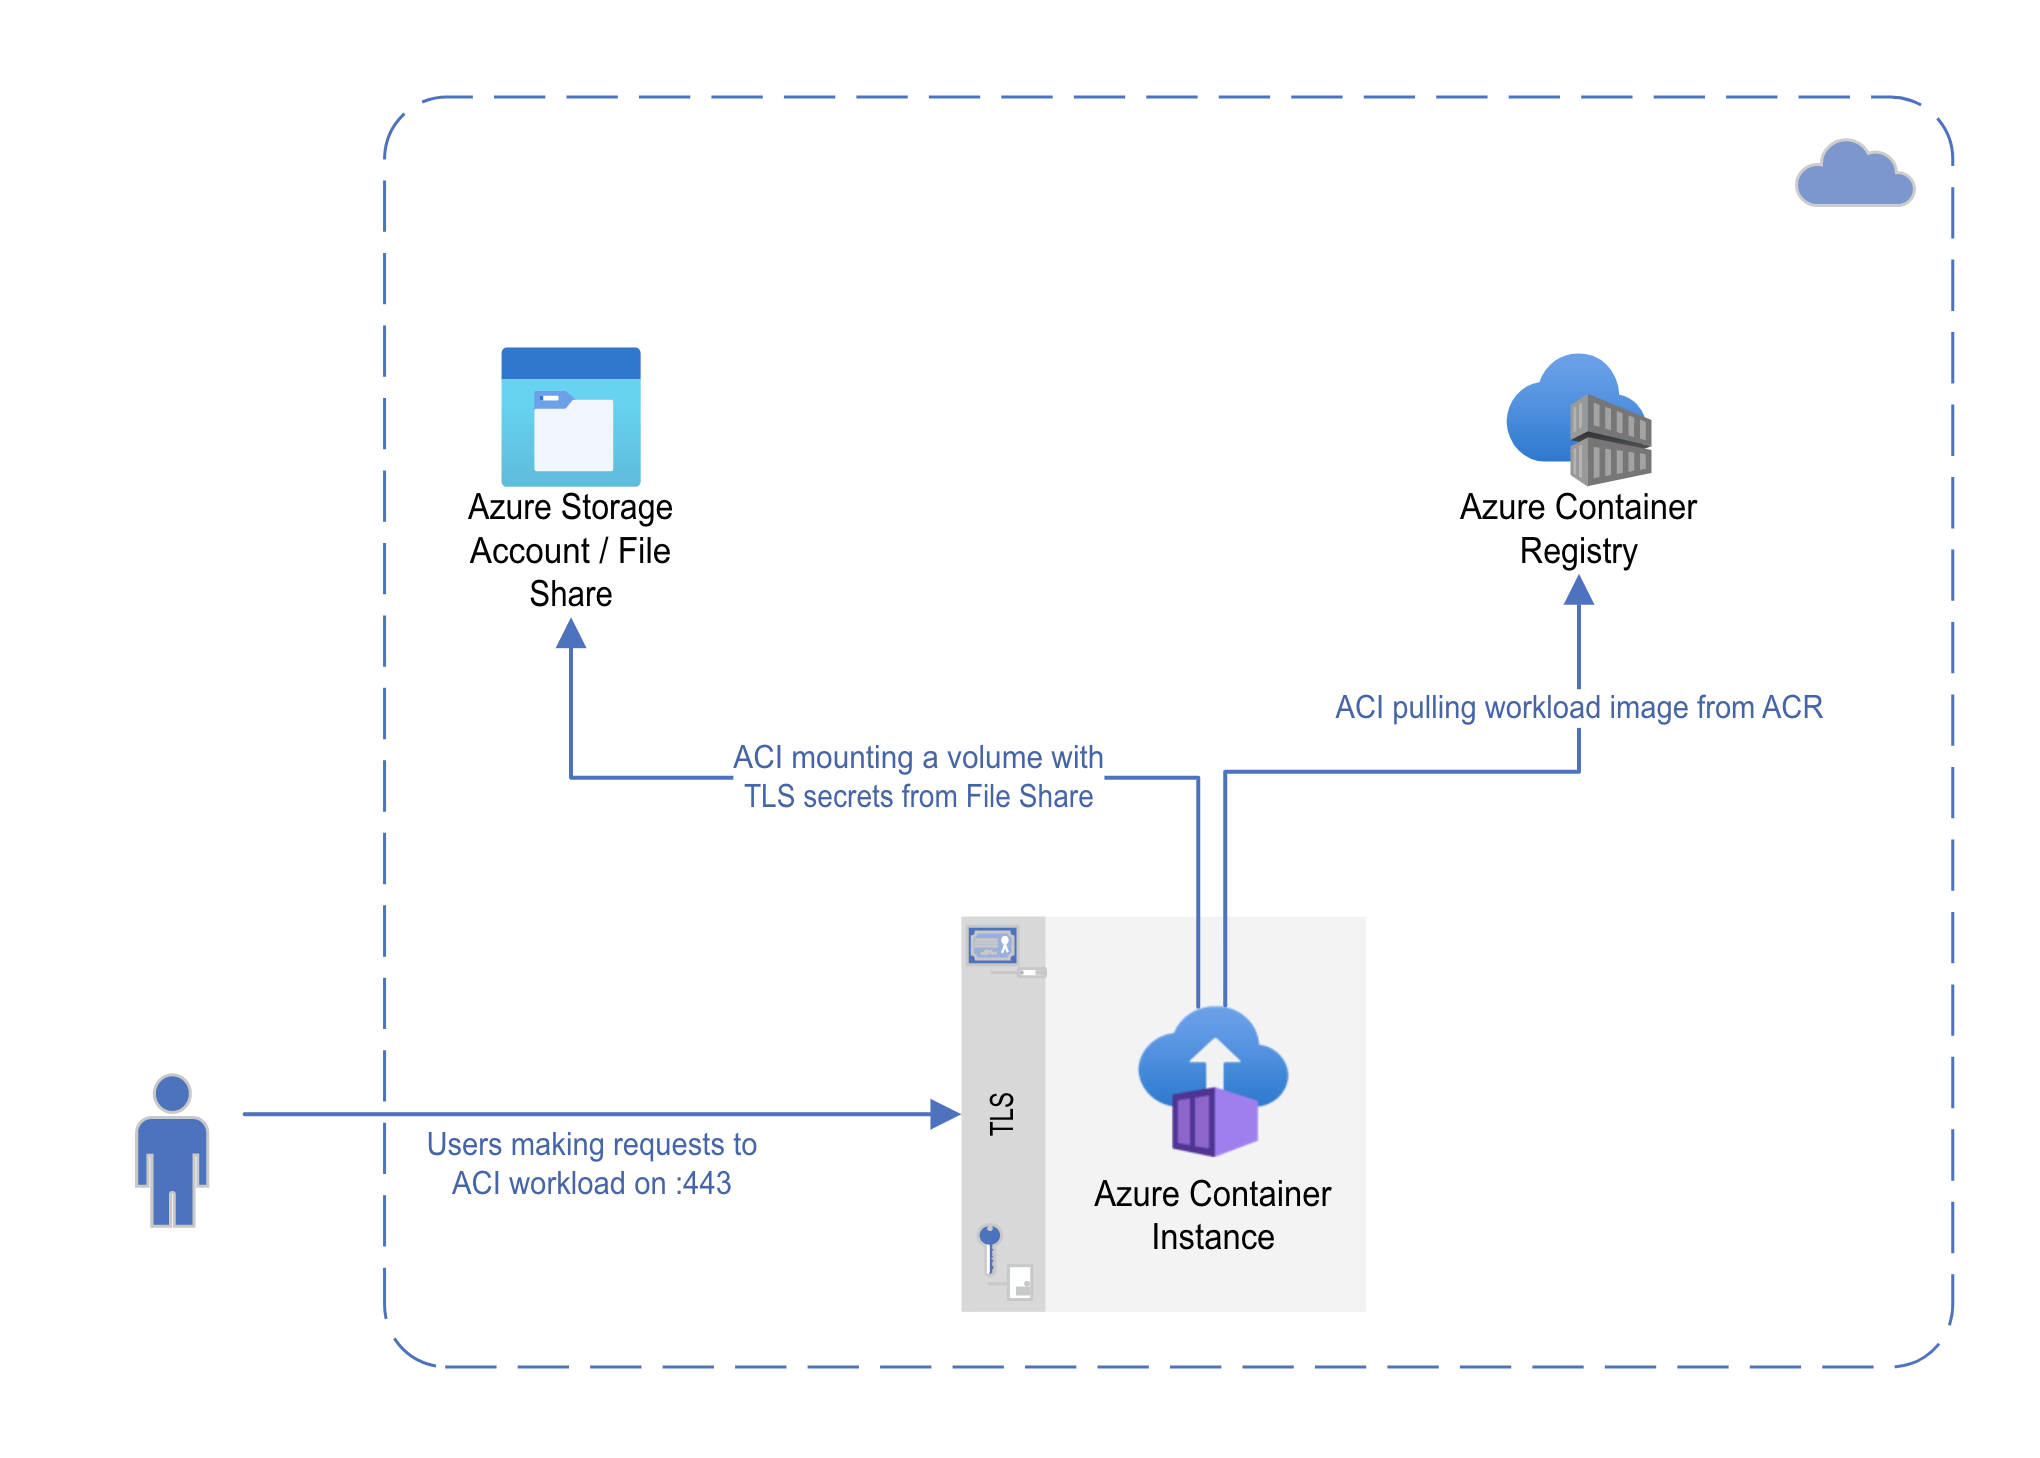 Azure Storage
Account / File
Share
Azure Container
Registry
ACI pulling workload image from ACR
ACI mounting a volume with
TLS secrets from File Share
TLS
Users making requests to
ACI workload on :443
Azure Container
Instance